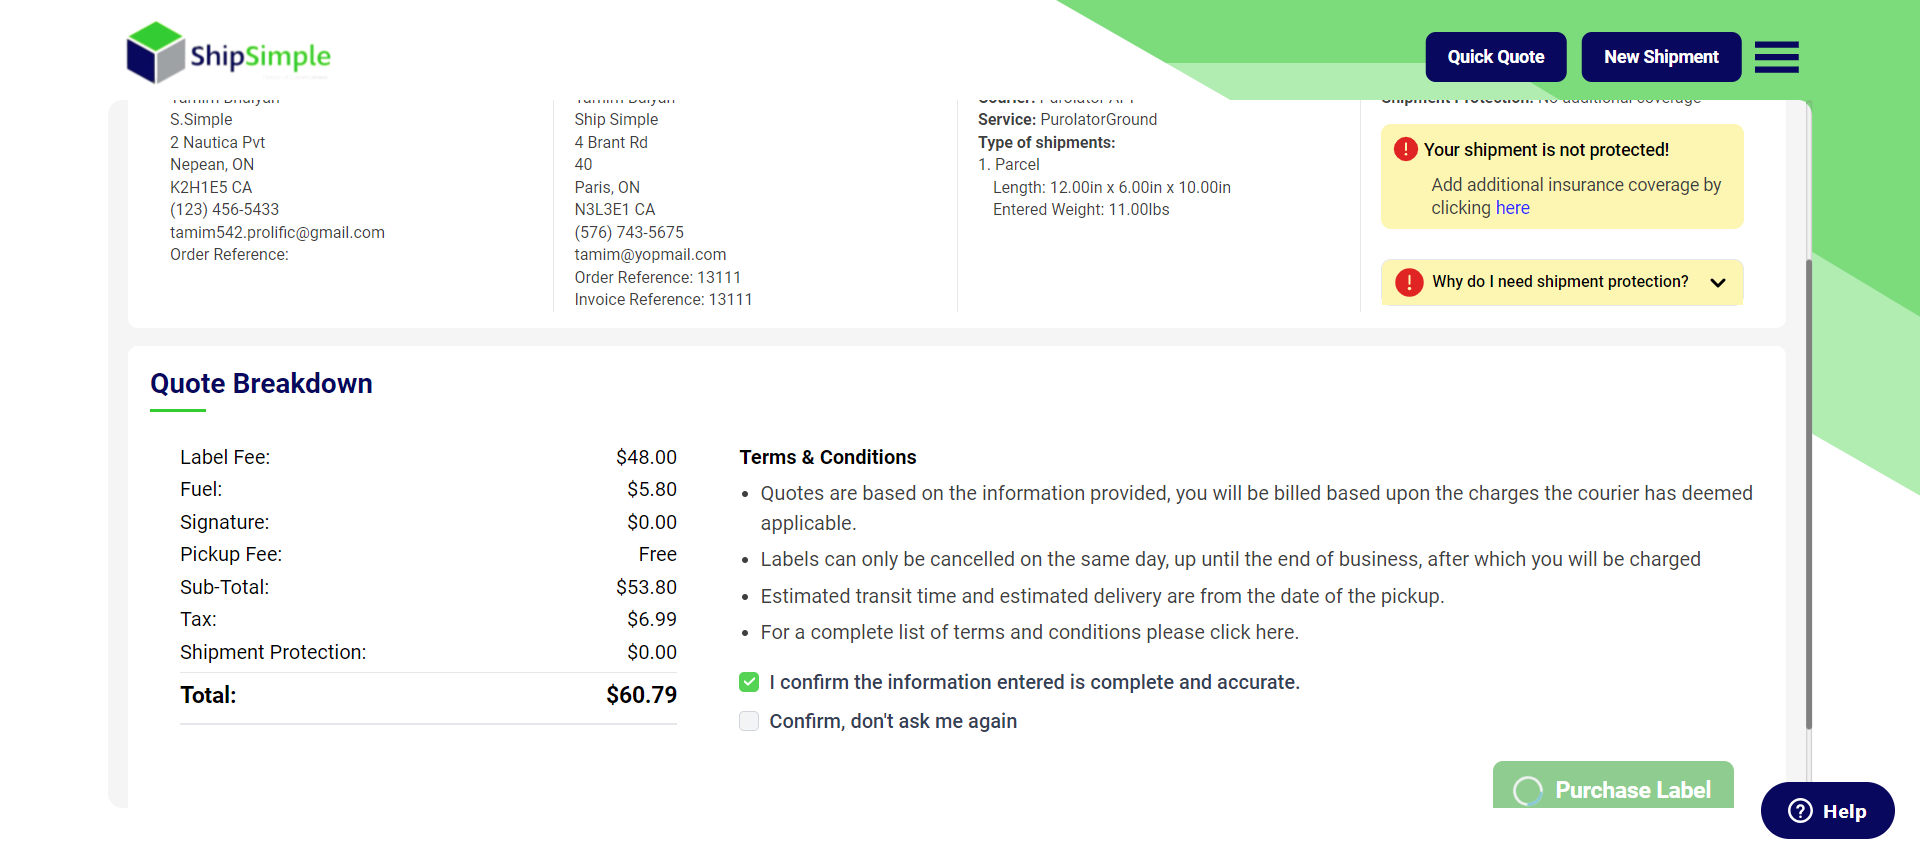 ShipSimple
Quick Quote
New Shipment
S.Simple
2 Nautica Pvt
Nepean, ON
K2H1E5 CA
(123) 456-5433
tamim542.prolific@gmail.com
Order Reference:
Ship Simple
4 Brant Rd
40
Paris, ON
N3L3E1 CA
(576) 743-5675
tamim@yopmail.com
Order Reference: 13111
Invoice Reference: 13111
Service: PurolatorGround
Type of shipments:
1. Parcel
Length: 12.00in x 6.00in x 10.00in
Entered Weight: 11.00lbs
Shipment Protection: No additional coverage
Your shipment is not protected!
Add additional insurance coverage by
clicking here
Why do I need shipment protection?
Quote Breakdown
Label Fee: $48.00
Fuel: $5.80
Signature: $0.00
Pickup Fee: Free
Sub-Total: $53.80
Tax: $6.99
Shipment Protection: $0.00
Total: $60.79
Terms & Conditions
• Quotes are based on the information provided, you will be billed based upon the charges the courier has deemed
applicable.
• Labels can only be cancelled on the same day, up until the end of business, after which you will be charged
• Estimated transit time and estimated delivery are from the date of the pickup.
• For a complete list of terms and conditions please click here.
I confirm the information entered is complete and accurate.
Confirm, don't ask me again
Purchase Label
Help